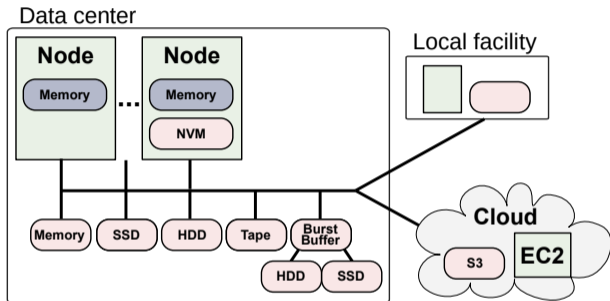 Data center
Node
Memory
...
Node
Memory
NVM
Local facility
Memory
SSD
HDD
Tape
Burst
Buffer
HDD
SSD
Cloud
S3
EC2